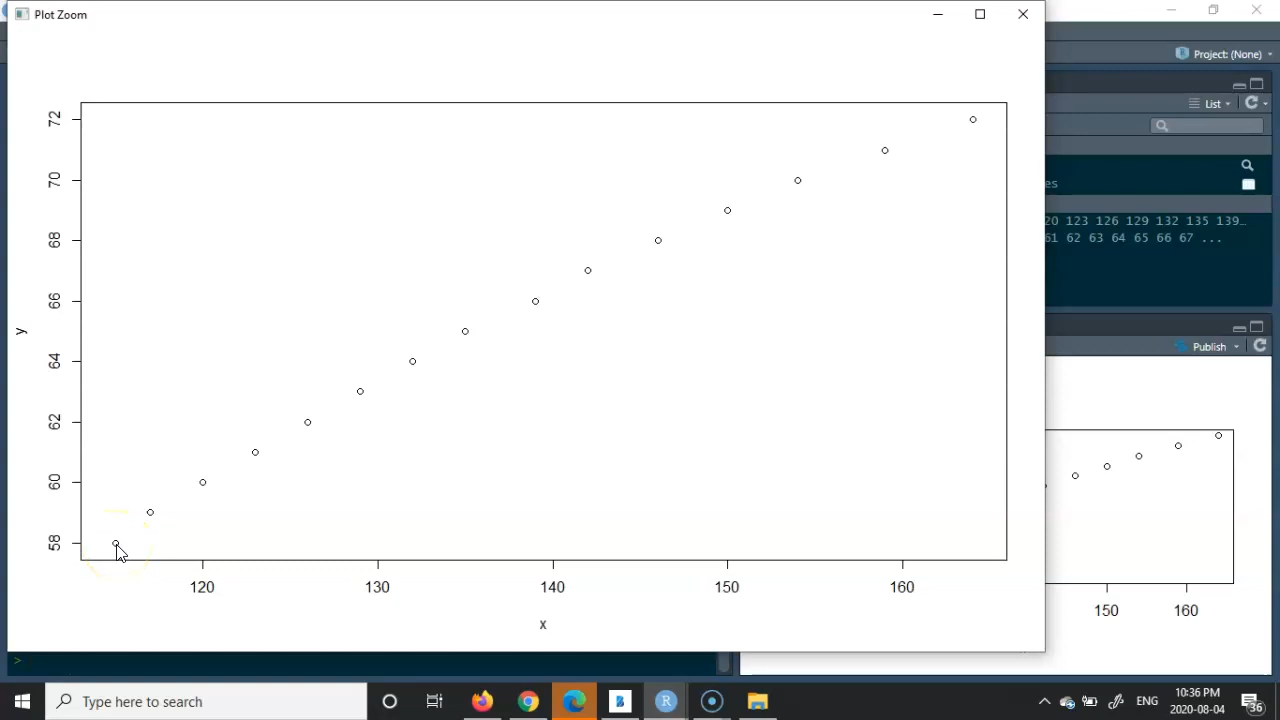 Plot Zoom
Project: (None)
List
es
20 123 126 129 132 135 139…
61 62 63 64 65 66 67 ...
Publish
72
70
68
66
64
62
60
58
y
120 130 140 150 160
x
150 160
>
Type here to search
ENG
10:36 PM
2020-08-04
36